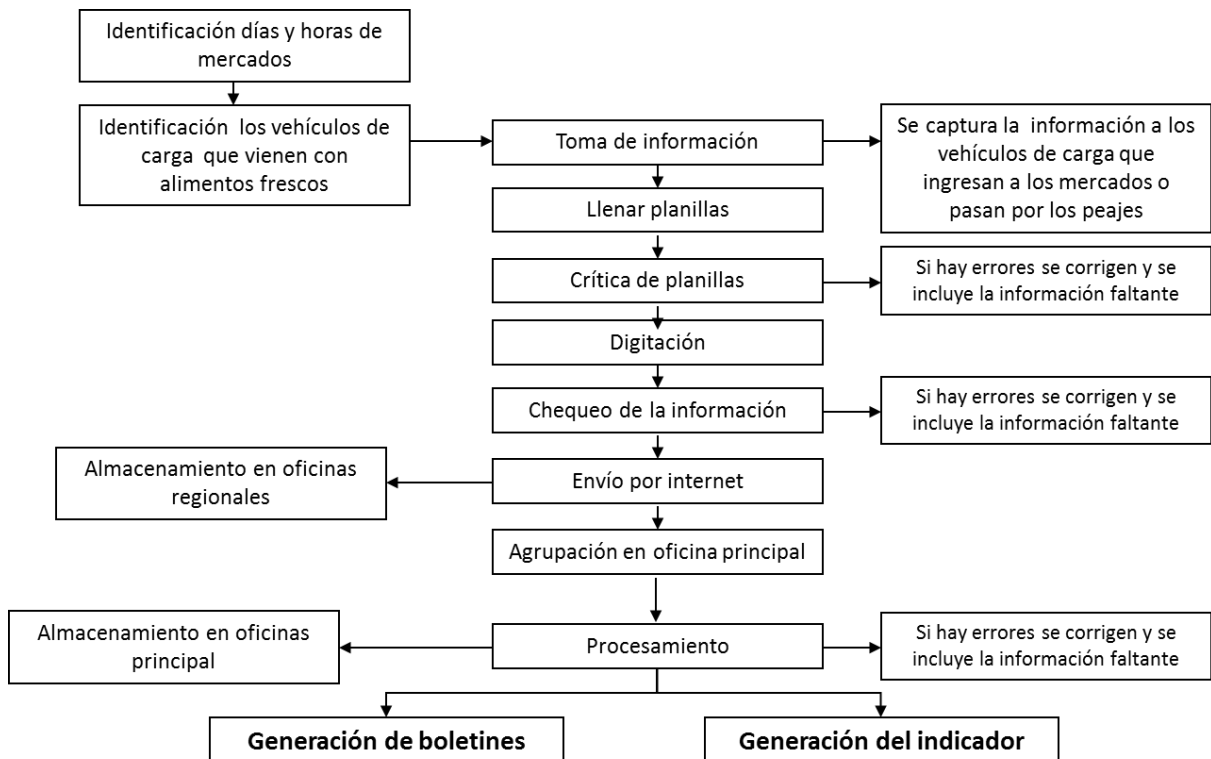 Identificación días y horas de
mercados
Identificación los vehículos de
carga que vienen con
alimentos frescos
Toma de información
Se captura la información a los
vehículos de carga que
ingresan a los mercados o
pasan por los peajes
Llenar planillas
Crítica de planillas
Si hay errores se corrigen y se
incluye la información faltante
Digitación
Chequeo de la información
Si hay errores se corrigen y se
incluye la información faltante
Almacenamiento en oficinas
regionales
Envío por internet
Agrupación en oficina principal
Almacenamiento en oficinas
principal
Procesamiento
Si hay errores se corrigen y se
incluye la información faltante
Generación de boletines
Generación del indicador